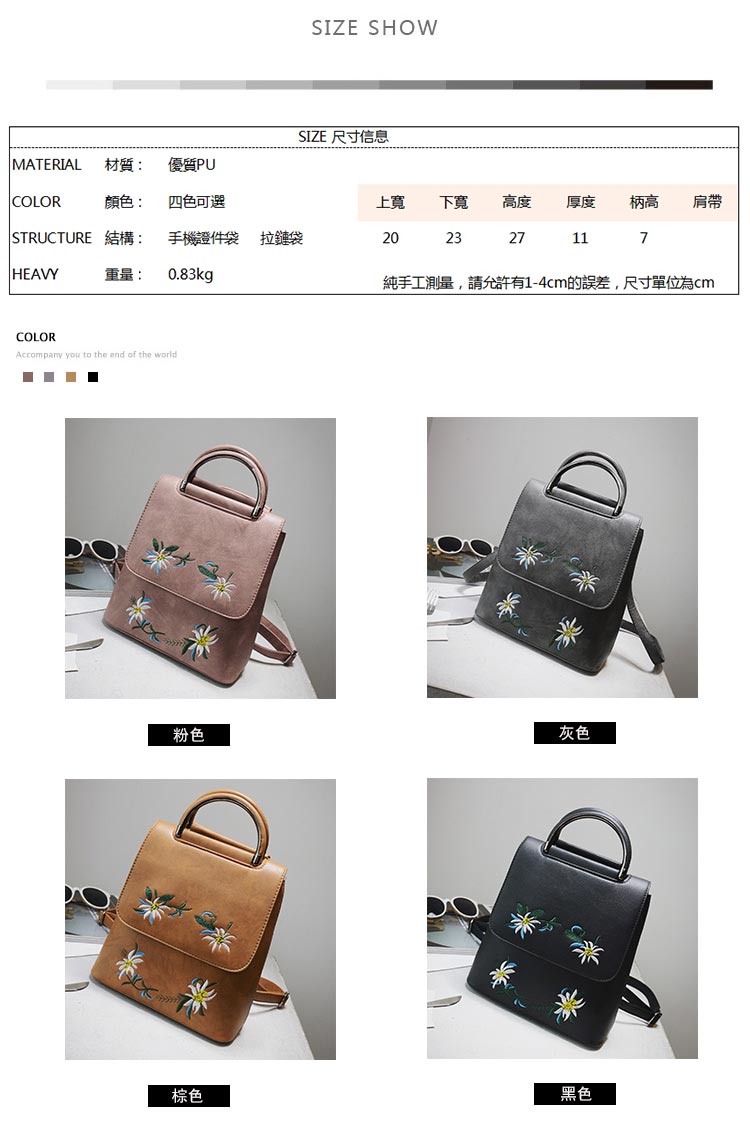 SIZE SHOW
SIZE 尺寸信息
MATERIAL 材質： 優質PU
COLOR 顏色： 四色可選 上寬 下寬 高度 厚度 柄高 肩帶
STRUCTURE 結構： 手機證件袋 拉鏈袋 20 23 27 11 7
HEAVY 重量： 0.83kg
純手工測量，請允許有1-4cm的誤差，尺寸單位為cm
COLOR
Accompany you to the end of the world
粉色 灰色
棕色 黑色